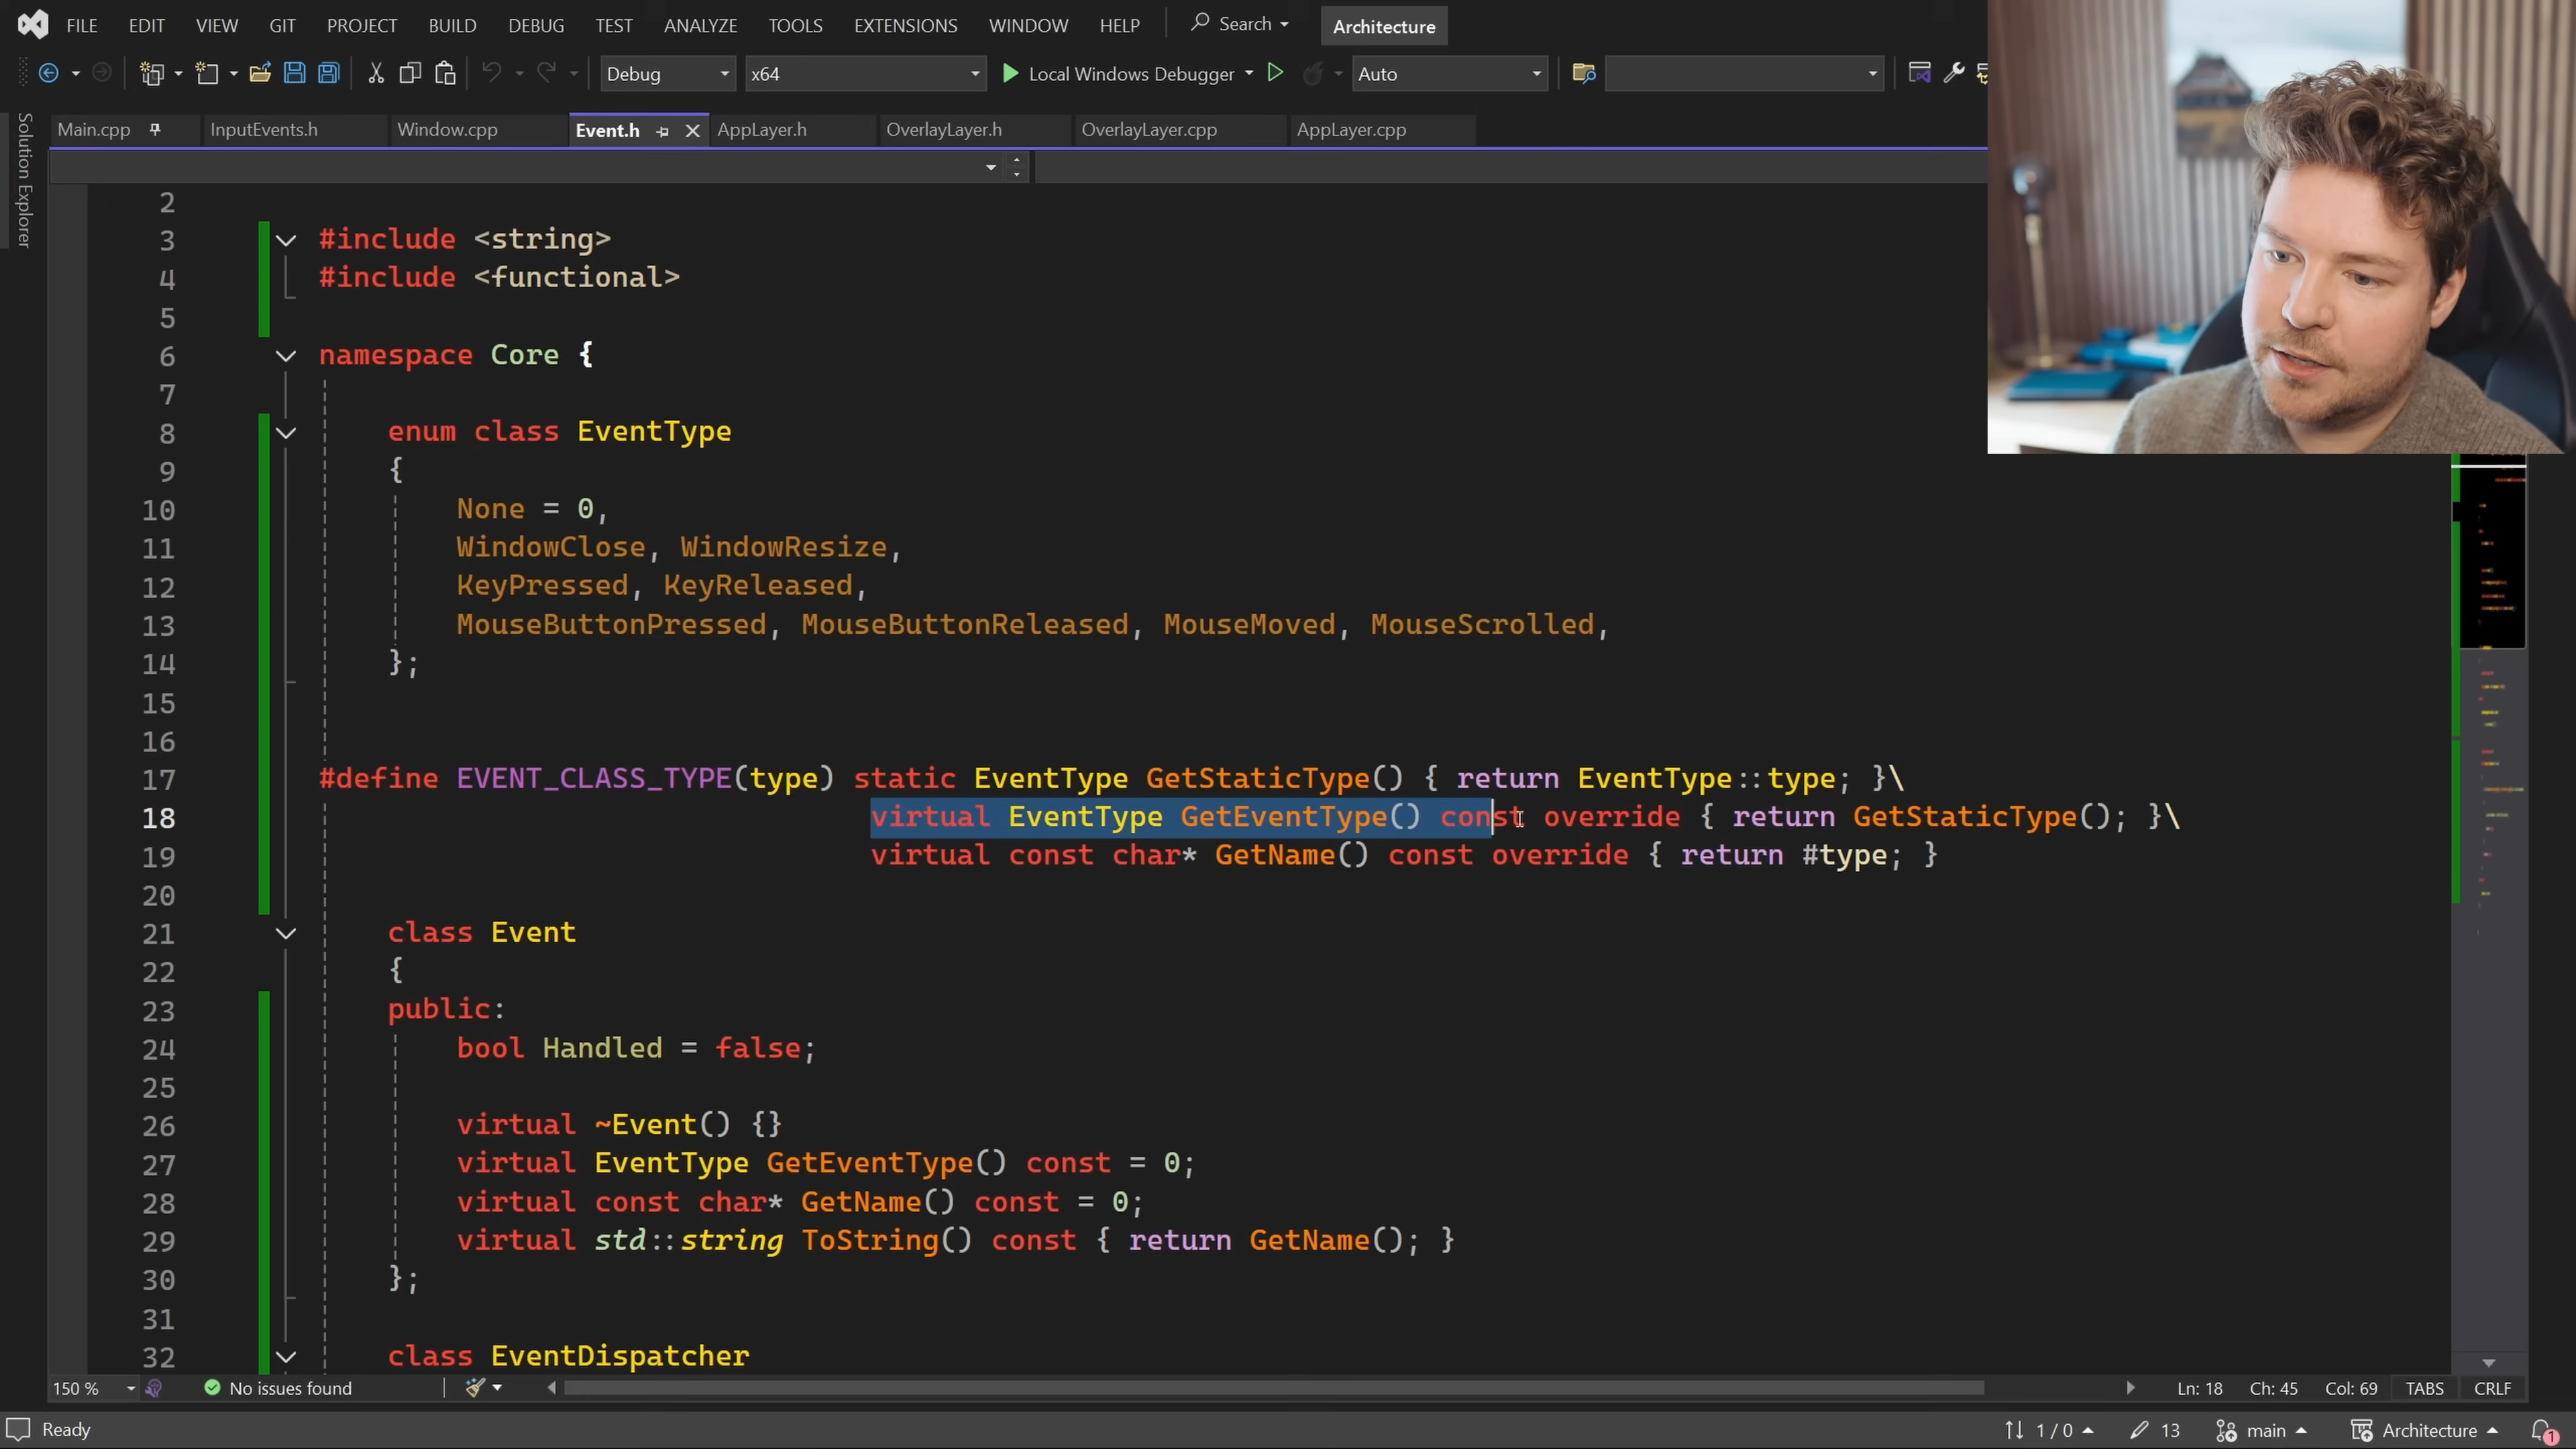 FILE EDIT VIEW GIT PROJECT BUILD DEBUG TEST ANALYZE TOOLS EXTENSIONS WINDOW HELP Search Architecture
Debug x64 Local Windows Debugger Auto
Solution Explorer
Main.cpp InputEvents.h Window.cpp Event.h AppLayer.h OverlayLayer.h OverlayLayer.cpp AppLayer.cpp
2
3 #include <string>
4 #include <functional>
5
6 namespace Core {
7
8 enum class EventType
9 {
10 None = 0,
11 WindowClose, WindowResize,
12 KeyPressed, KeyReleased,
13 MouseButtonPressed, MouseButtonReleased, MouseMoved, MouseScrolled,
14 };
15
16
17 #define EVENT_CLASS_TYPE(type) static EventType GetStaticType() { return EventType::type; }\
18 virtual EventType GetEventType() const override { return GetStaticType(); }\
19 virtual const char* GetName() const override { return #type; }
20
21 class Event
22 {
23 public:
24 bool Handled = false;
25
26 virtual ~Event() {}
27 virtual EventType GetEventType() const = 0;
28 virtual const char* GetName() const = 0;
29 virtual std::string ToString() const { return GetName(); }
30 };
31
32 class EventDispatcher
150 % No issues found Ln: 18 Ch: 45 Col: 69 TABS CRLF
Ready 1 / 0 13 main Architecture 1